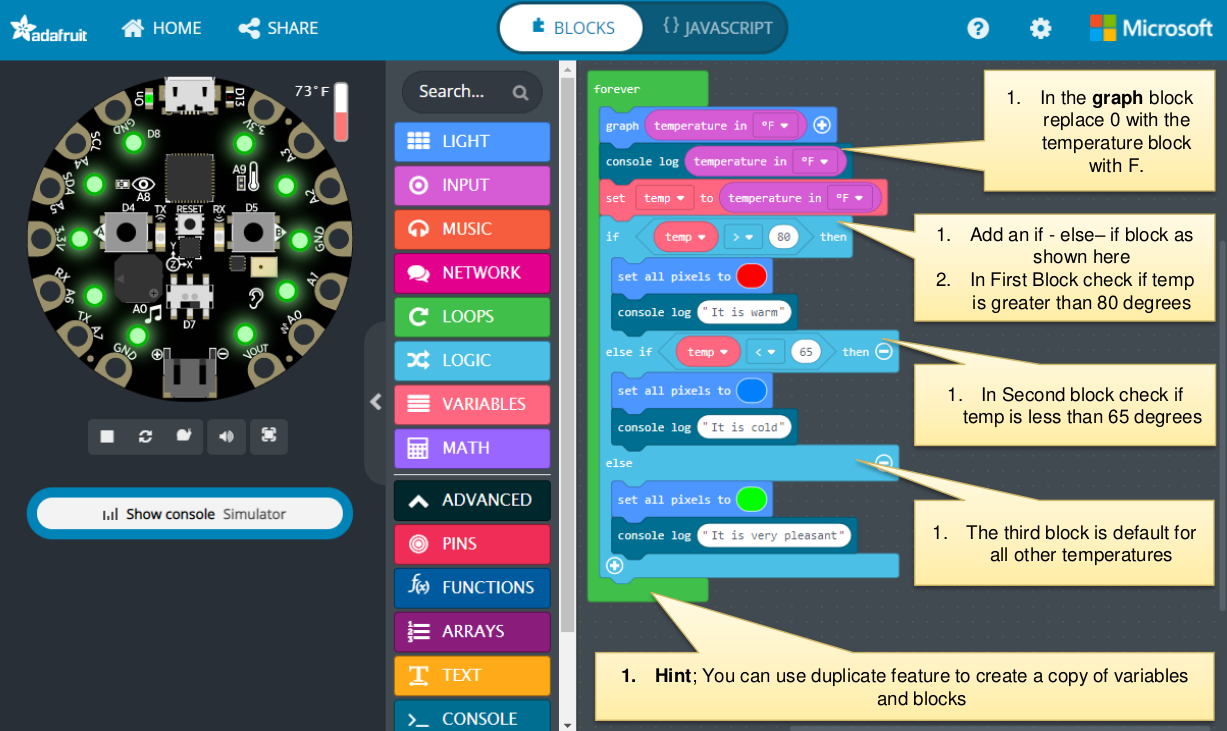 adafruit
HOME
SHARE
BLOCKS
{} JAVASCRIPT
?
Microsoft
73°F
On
D13
GND
D8
3.3V
SCL
A4
A3
SDA
A5
A9
A8
A2
D4
TX
RESET
RX
D5
3.3V
A
B
GND
Y
Z
X
RX
A6
A1
TX
A7
A0
D7
A0
GND
VOUT
Show console Simulator
Search...
LIGHT
INPUT
MUSIC
NETWORK
LOOPS
LOGIC
VARIABLES
MATH
ADVANCED
PINS
f(x) FUNCTIONS
ARRAYS
TEXT
CONSOLE
forever
graph temperature in °F
console log temperature in °F
set temp to temperature in °F
if temp > 80 then
set all pixels to
console log "It is warm"
else if temp < 65 then
set all pixels to
console log "It is cold"
else
set all pixels to
console log "It is very pleasant"
1. In the graph block
replace 0 with the
temperature block
with F.
1. Add an if - else– if block as
shown here
2. In First Block check if temp
is greater than 80 degrees
1. In Second block check if
temp is less than 65 degrees
1. The third block is default for
all other temperatures
1. Hint; You can use duplicate feature to create a copy of variables
and blocks